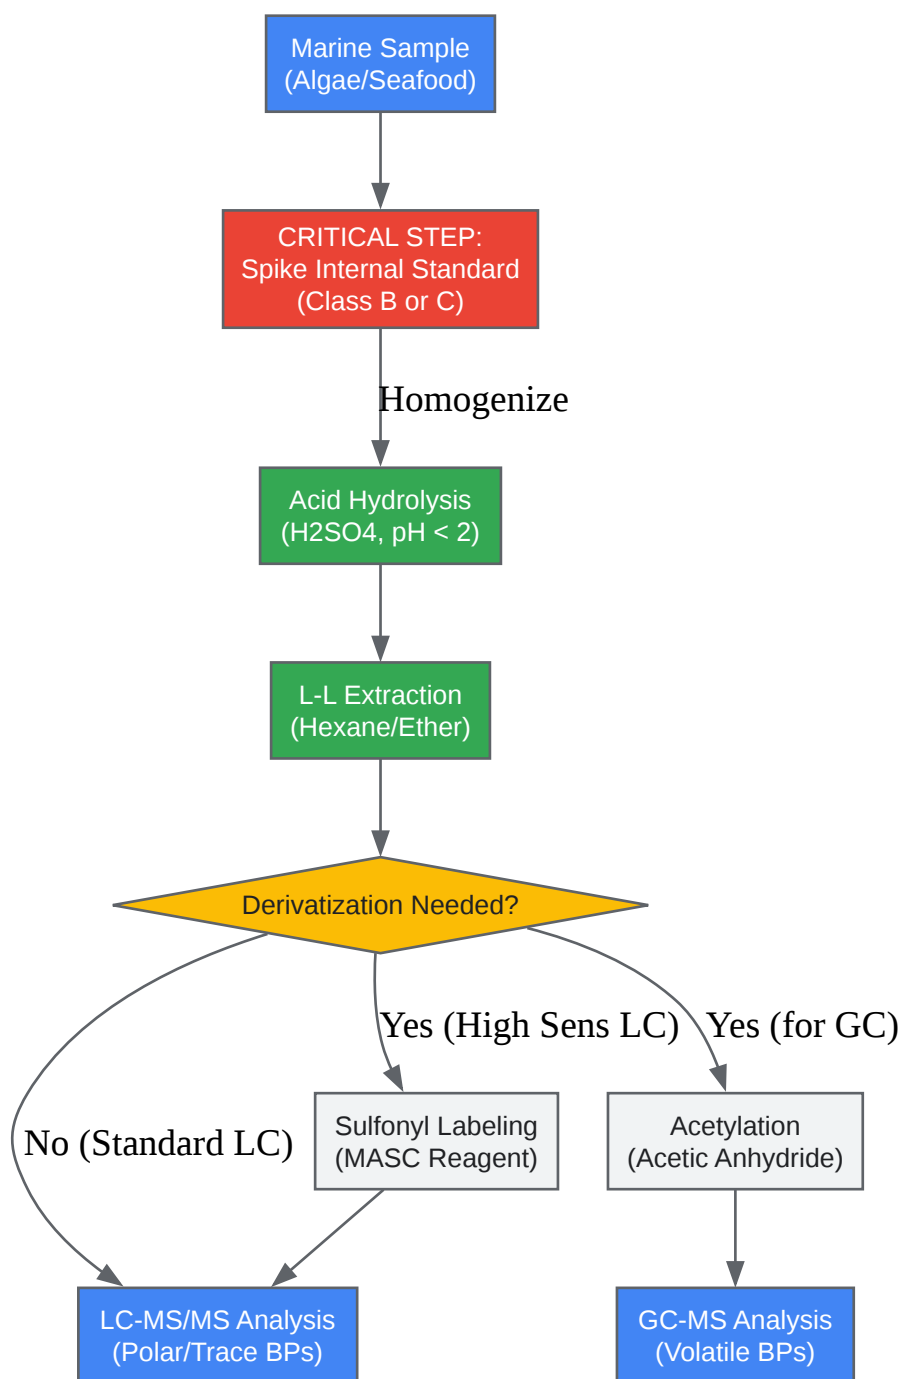 Marine Sample
(Algae/Seafood)
CRITICAL STEP:
Spike Internal Standard
(Class B or C)
Homogenize
Acid Hydrolysis
(H2SO4, pH < 2)
L-L Extraction
(Hexane/Ether)
Derivatization Needed?
Yes (High Sens LC)
Yes (for GC)
No (Standard LC)
Sulfonyl Labeling
(MASC Reagent)
Acetylation
(Acetic Anhydride)
LC-MS/MS Analysis
(Polar/Trace BPs)
GC-MS Analysis
(Volatile BPs)